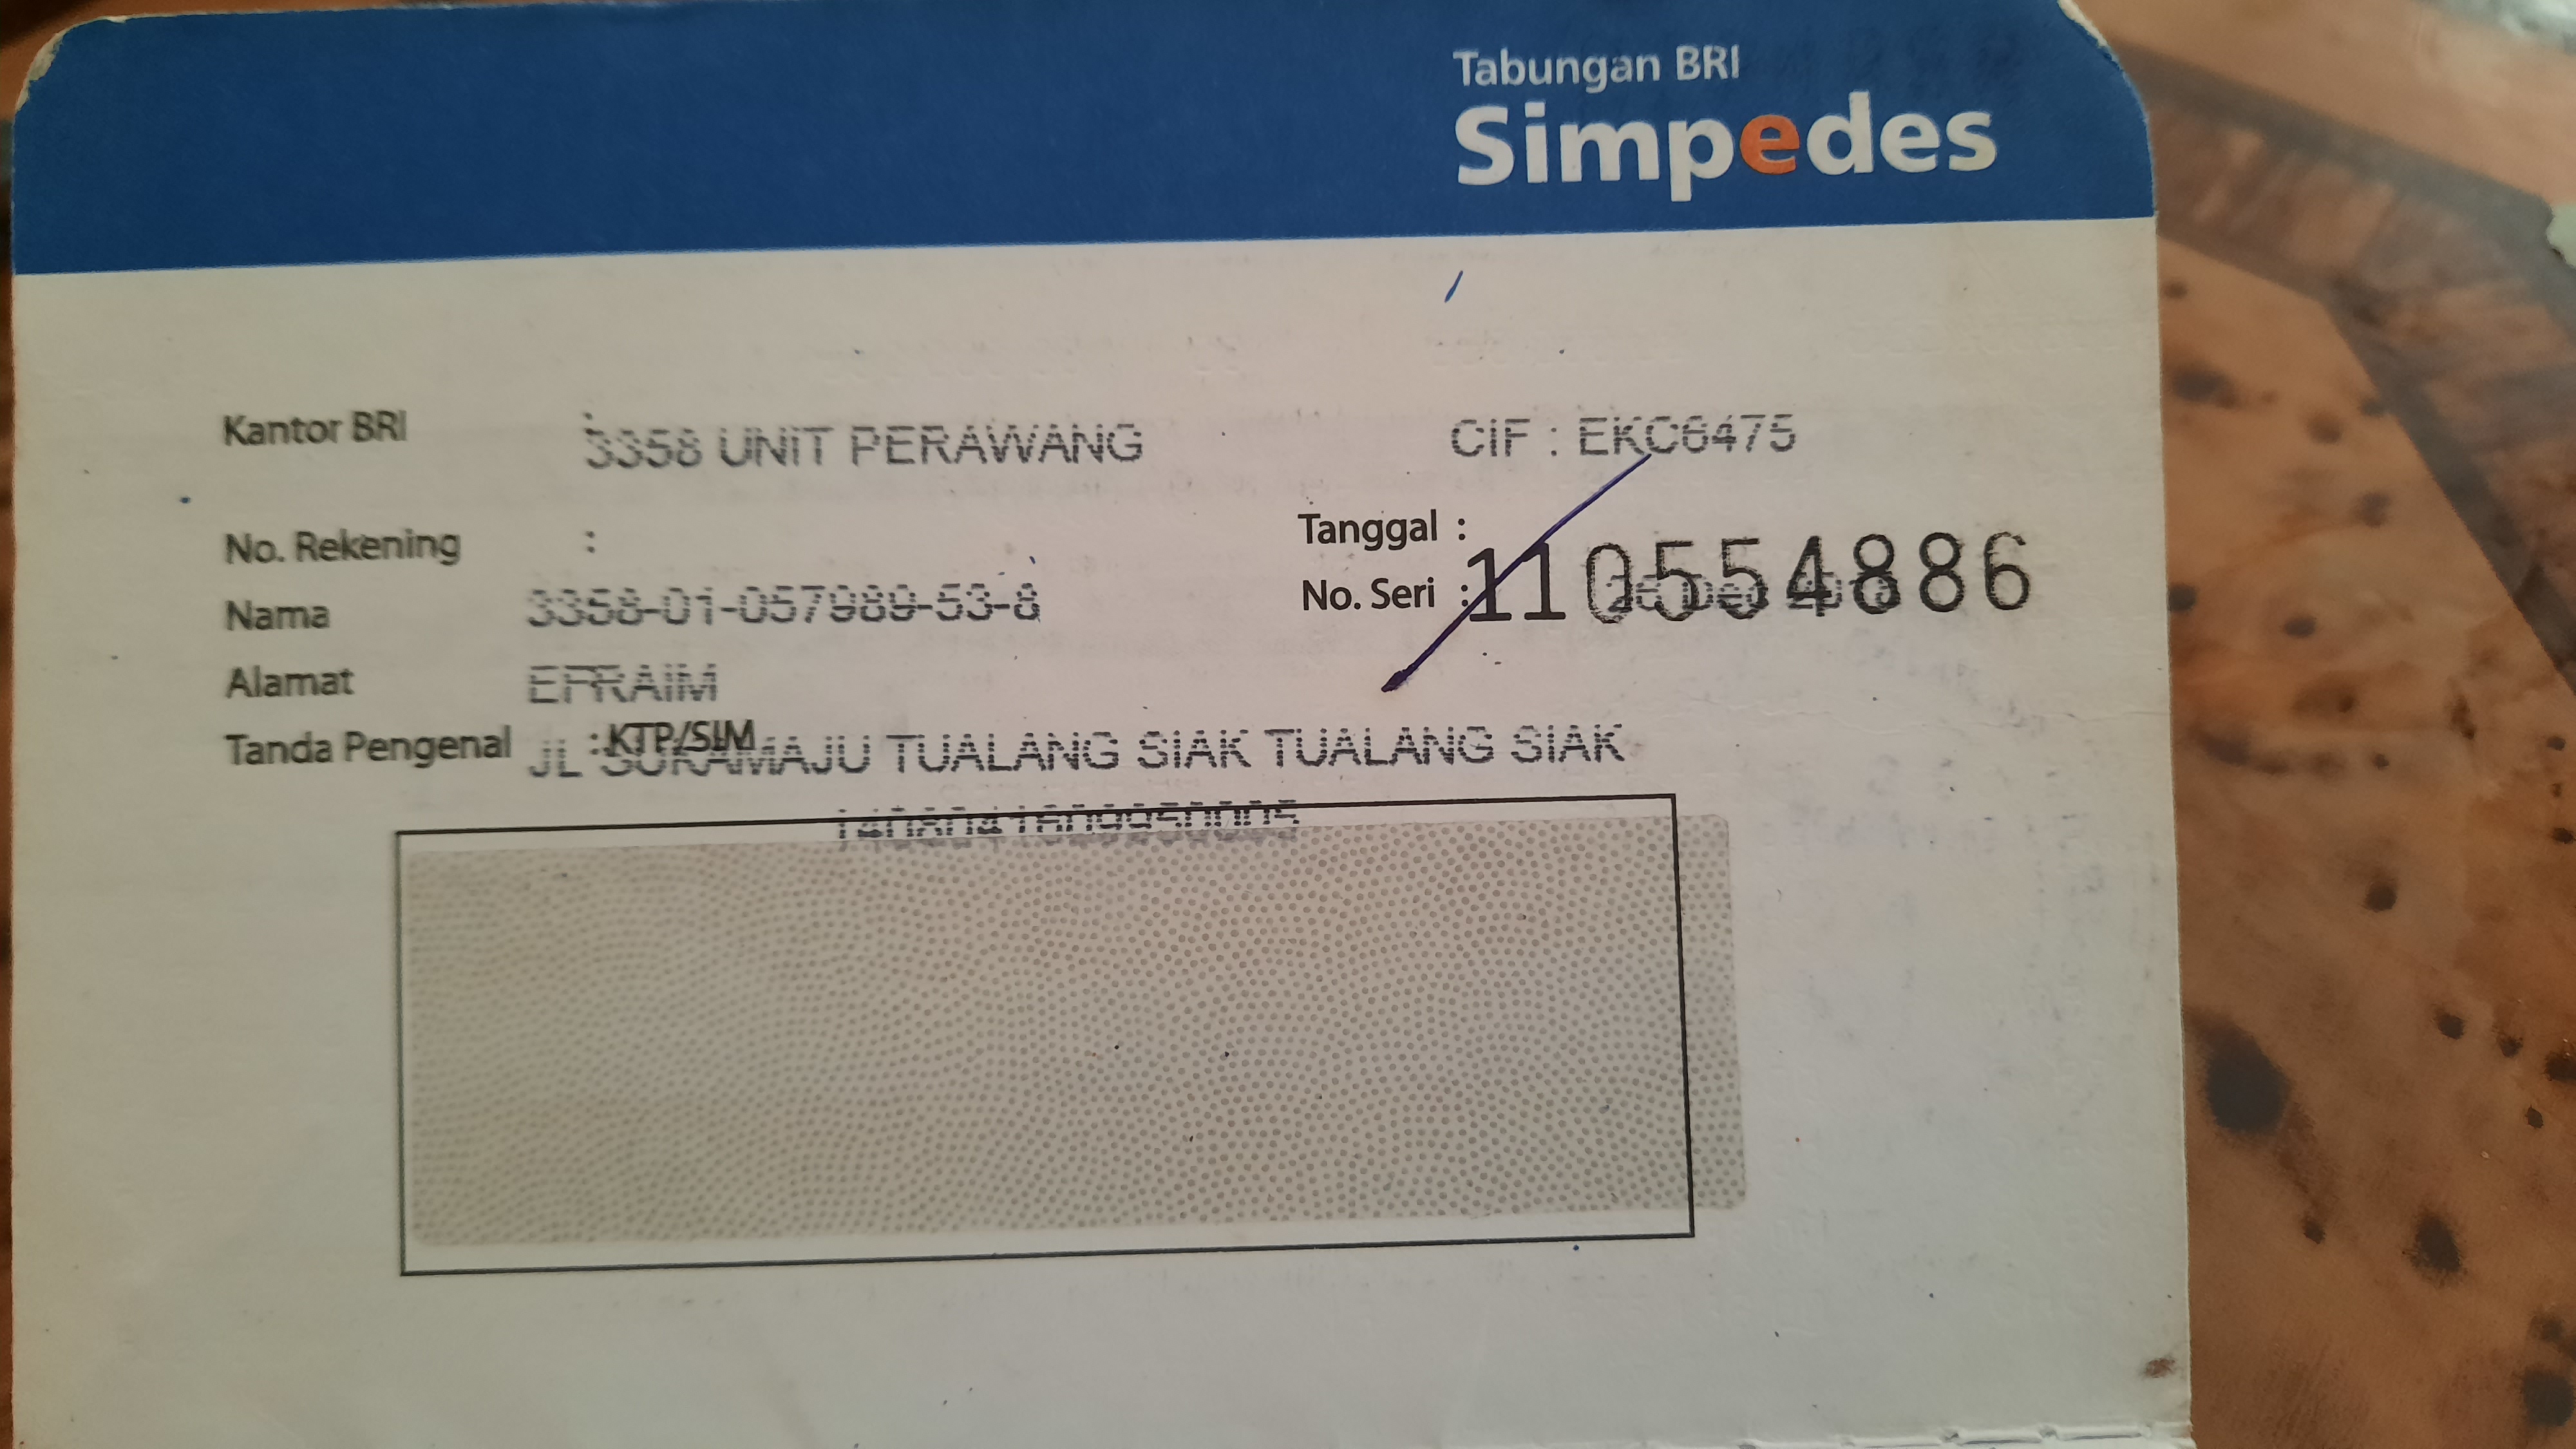 Tabungan BRI
Simpedes
Kantor BRI : 3358 UNIT PERAWANG CIF : EKC6475
No. Rekening : Tanggal :
Nama 3358-01-057989-53-8 No. Seri : 110554886
Alamat EFRAIM
Tanda Pengenal : KTP/SIM
JL SUKAMAJU TUALANG SIAK TUALANG SIAK